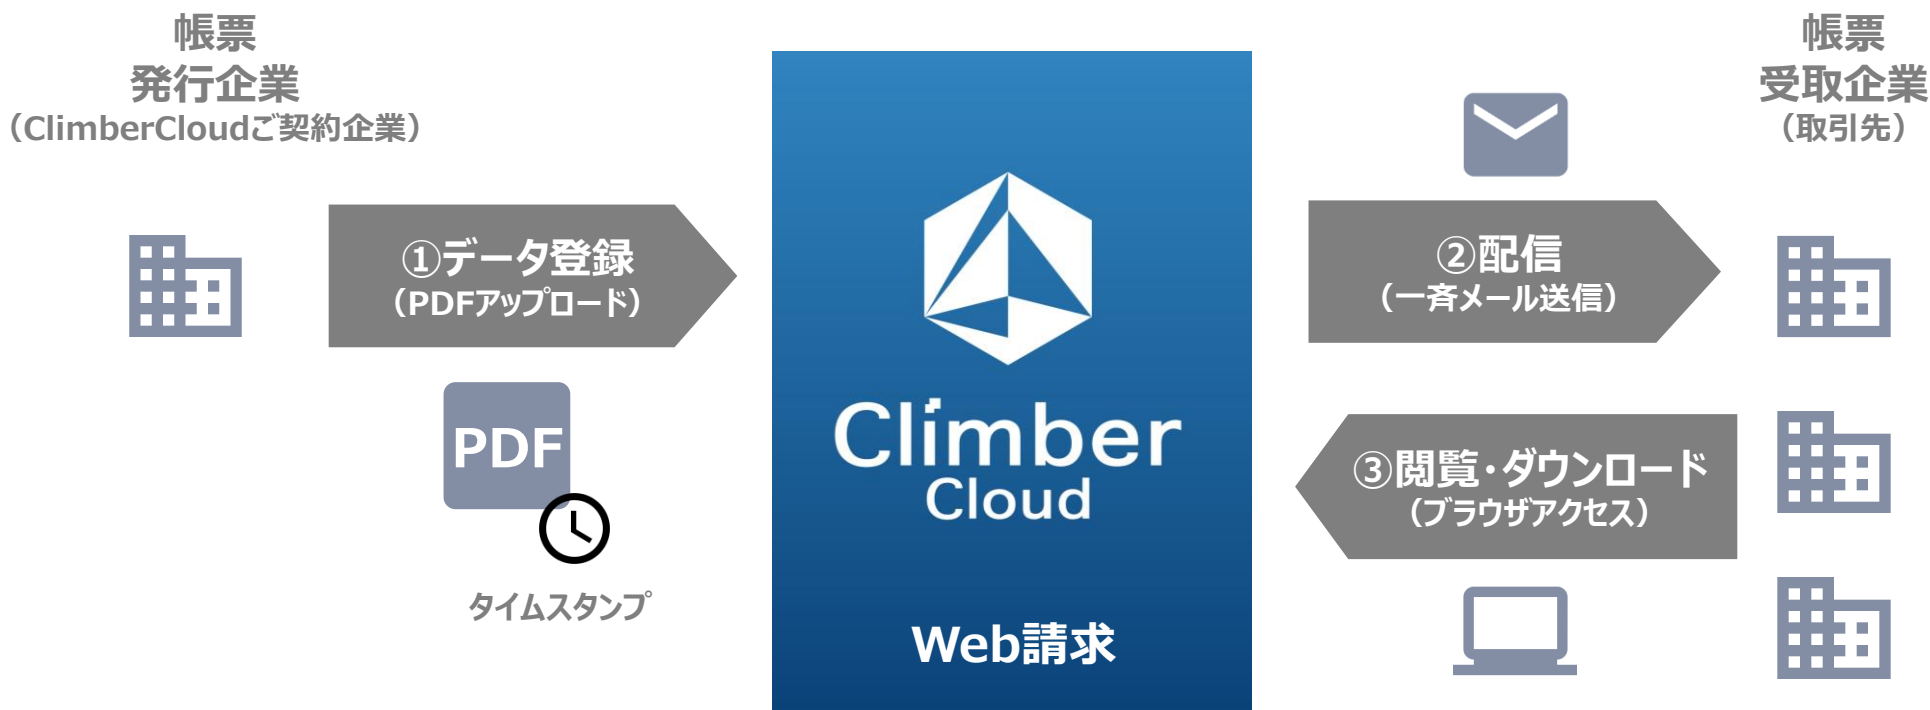 帳票
発行企業
（ClimberCloudご契約企業）
①データ登録
（PDFアップロード）
PDF
タイムスタンプ
Climber
Cloud
Web請求
帳票
受取企業
（取引先）
②配信
（一斉メール送信）
③閲覧・ダウンロード
（ブラウザアクセス）